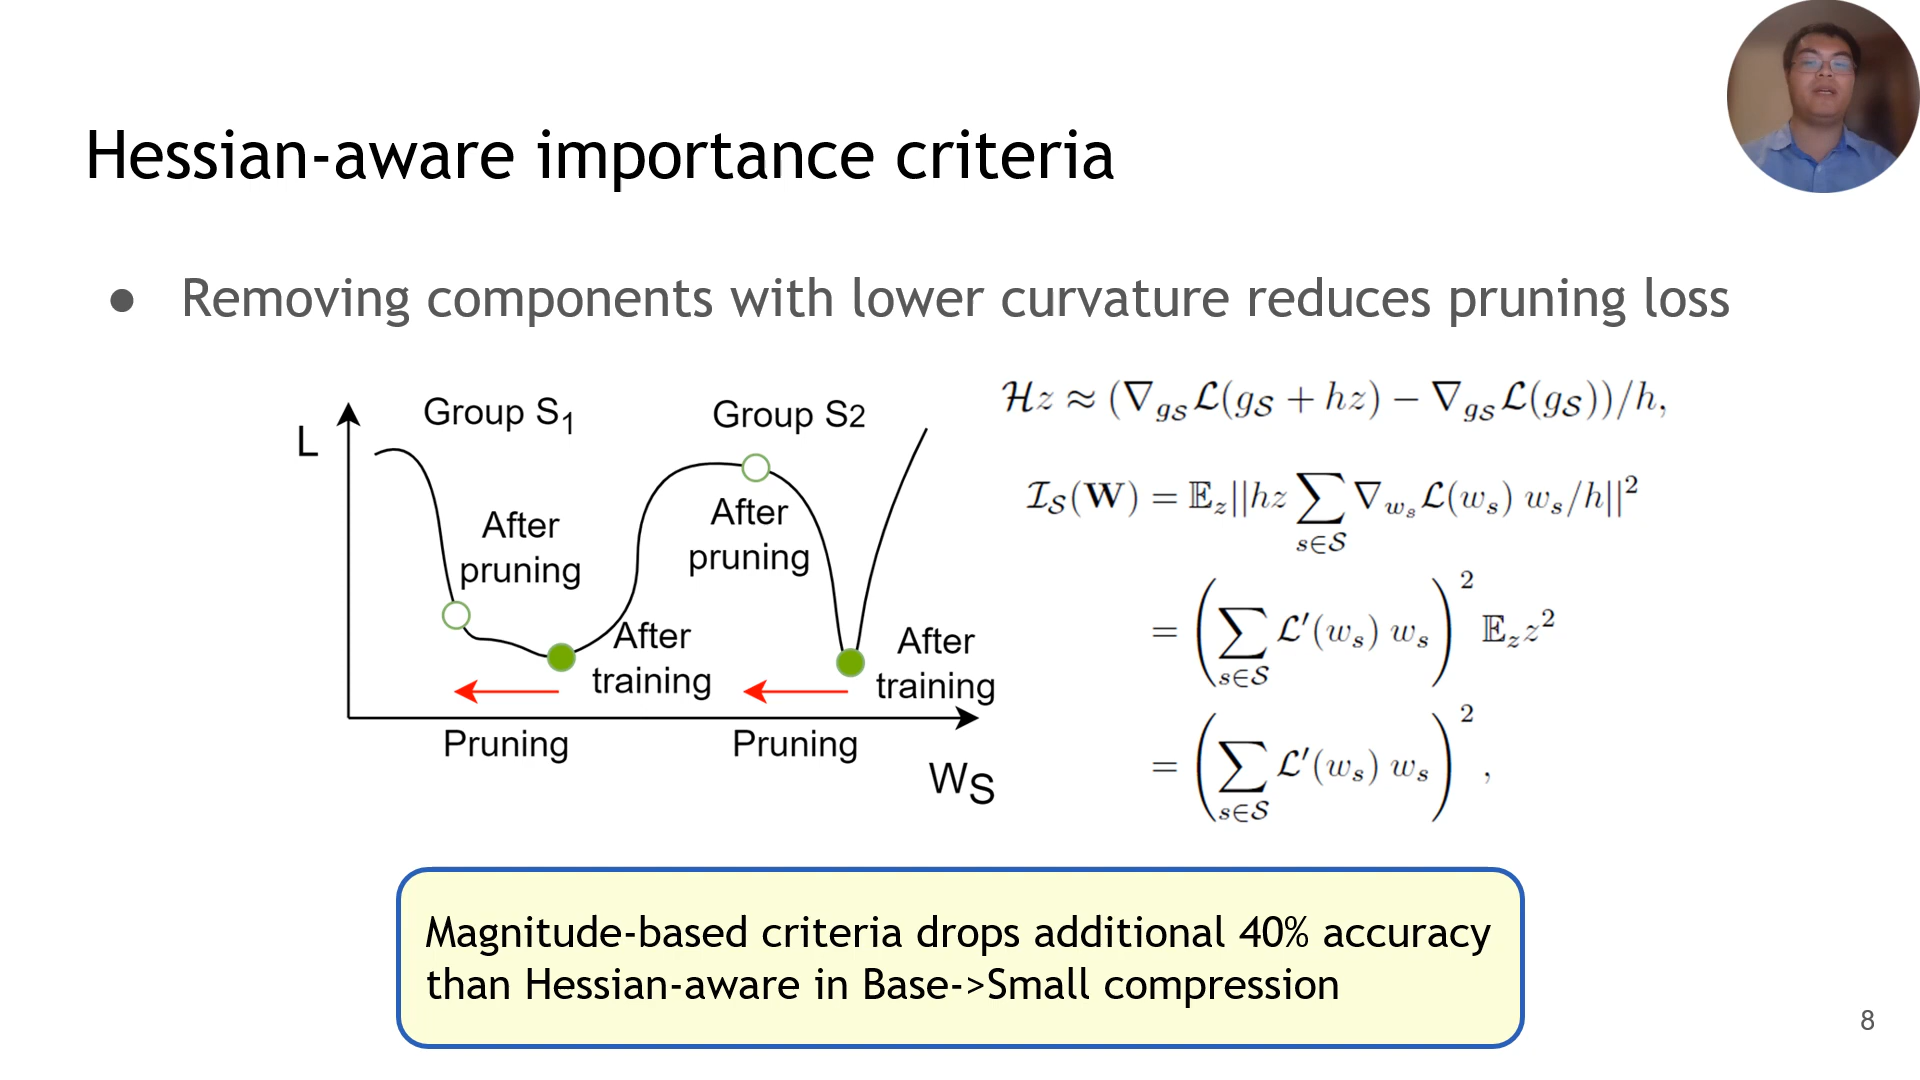 Hessian-aware importance criteria
● Removing components with lower curvature reduces pruning loss
L
Group S₁
Group S2
After
pruning
After
pruning
After
training
After
training
Pruning
Pruning
W_S
ℋz ≈ (∇_{g_𝒮} ℒ(g_𝒮 + hz) − ∇_{g_𝒮} ℒ(g_𝒮))/h,
ℐ_𝒮(𝐖) = 𝔼_z||hz ∑_{s∈𝒮} ∇_{w_s} ℒ(w_s) w_s/h||²
= (∑_{s∈𝒮} ℒ′(w_s) w_s)² 𝔼_z z²
= (∑_{s∈𝒮} ℒ′(w_s) w_s)² ,
Magnitude-based criteria drops additional 40% accuracy
than Hessian-aware in Base->Small compression
8